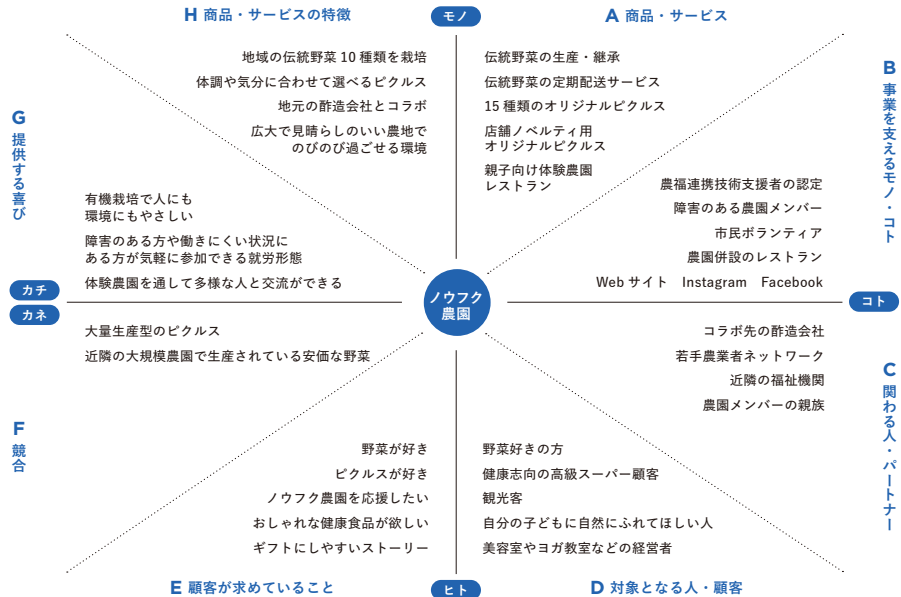 H 商品・サービスの特徴
モノ
A 商品・サービス
地域の伝統野菜10種類を栽培
体調や気分に合わせて選べるピクルス
地元の酢造会社とコラボ
広大で見晴らしのいい農地で
のびのび過ごせる環境
伝統野菜の生産・継承
伝統野菜の定期配送サービス
15種類のオリジナルピクルス
店舗ノベルティ用
オリジナルピクルス
親子向け体験農園
レストラン
B 事業を支えるモノ・コト
農福連携技術支援者の認定
障害のある農園メンバー
市民ボランティア
農園併設のレストラン
Webサイト Instagram Facebook
G 提供する喜び
有機栽培で人にも
環境にもやさしい
障害のある方や働きにくい状況に
ある方が気軽に参加できる就労形態
体験農園を通して多様な人と交流ができる
カチ
カネ
ノウフク
農園
コト
大量生産型のピクルス
近隣の大規模農園で生産されている安価な野菜
コラボ先の酢造会社
若手農業者ネットワーク
近隣の福祉機関
農園メンバーの親族
C 関わる人・パートナー
F 競合
野菜が好き
ピクルスが好き
ノウフク農園を応援したい
おしゃれな健康食品が欲しい
ギフトにしやすいストーリー
野菜好きの方
健康志向の高級スーパー顧客
観光客
自分の子どもに自然にふれてほしい人
美容室やヨガ教室などの経営者
E 顧客が求めていること
ヒト
D 対象となる人・顧客